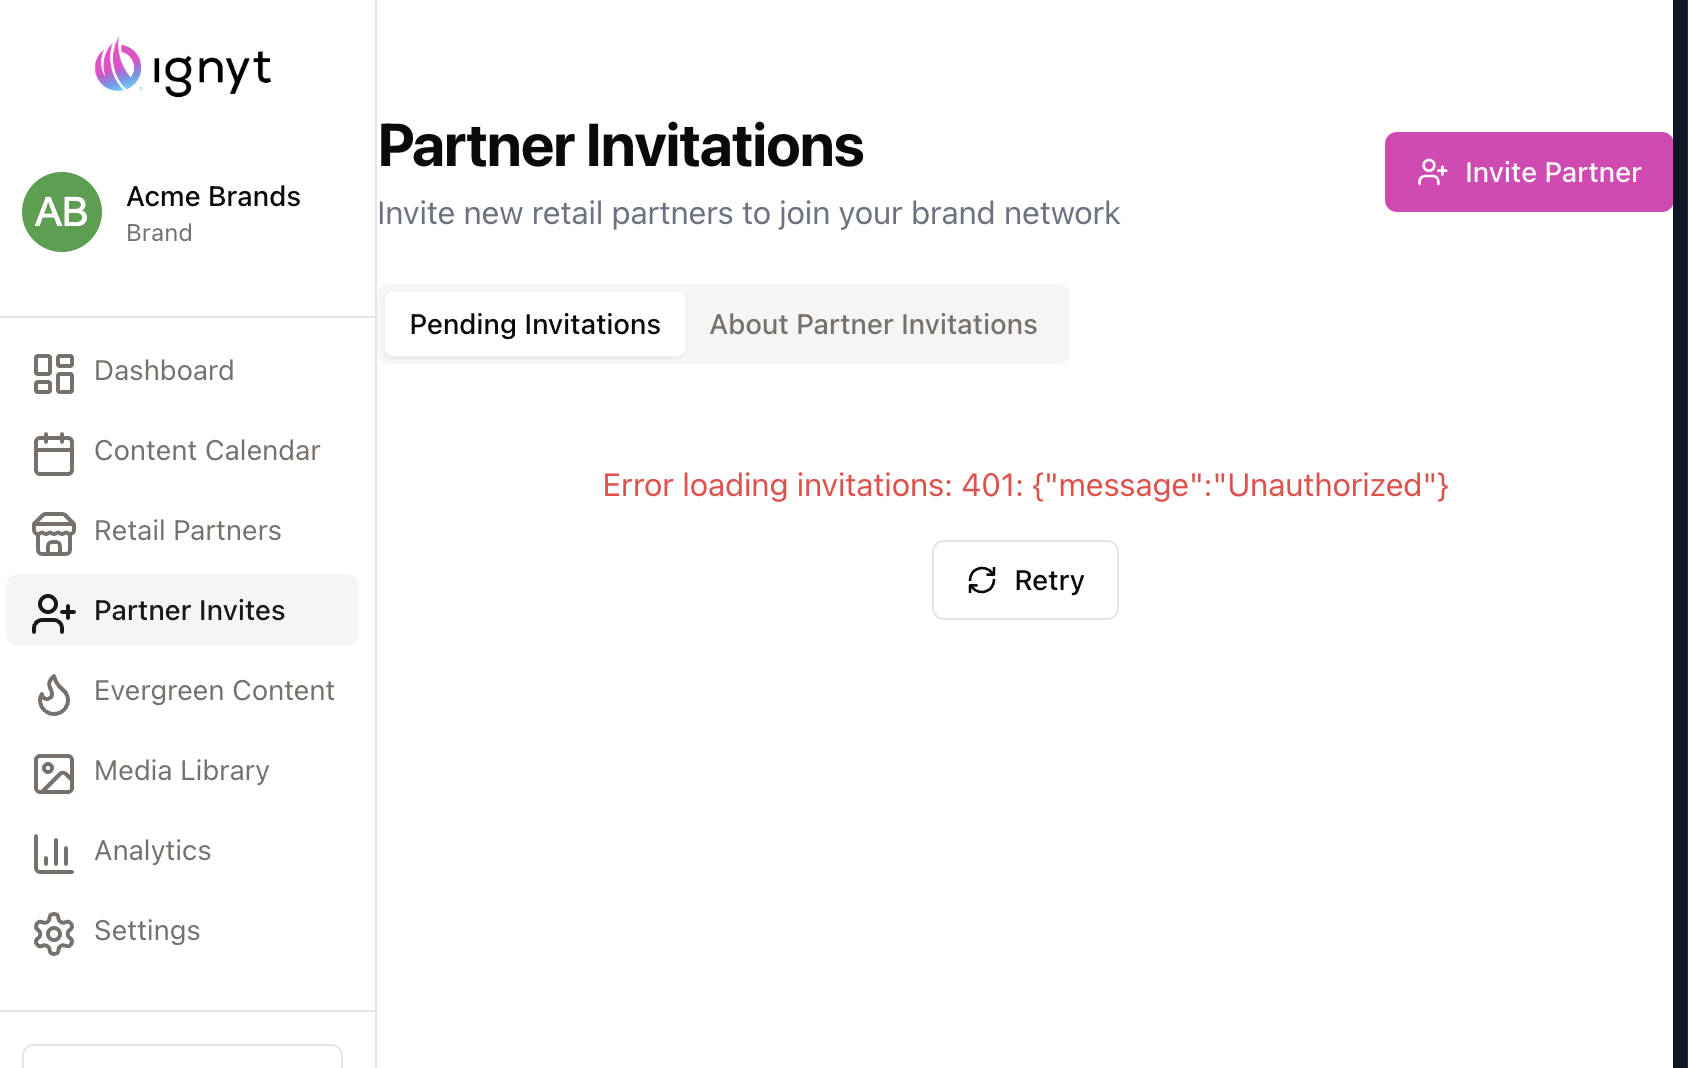 ignyt
AB
Acme Brands
Brand
Dashboard
Content Calendar
Retail Partners
Partner Invites
Evergreen Content
Media Library
Analytics
Settings
Partner Invitations
Invite new retail partners to join your brand network
Invite Partner
Pending Invitations
About Partner Invitations
Error loading invitations: 401: {"message":"Unauthorized"}
Retry